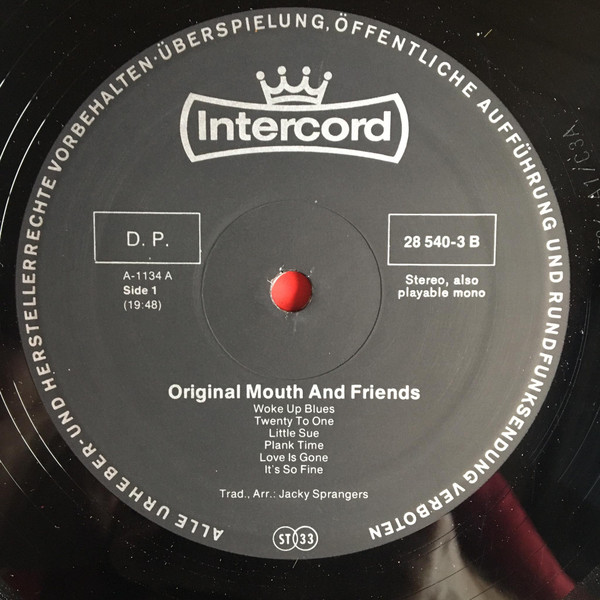 ALLE URHEBER- UND HERSTELLERRECHTE VORBEHALTEN·ÜBERSPIELUNG, ÖFFENTLICHE AUFFÜHRUNG UND RUNDFUNKSENDUNG VERBOTEN
Intercord
D. P.
28 540-3 B
A-1134 A
Side 1
(19:48)
Stereo, also
playable mono
Original Mouth And Friends
Woke Up Blues
Twenty To One
Little Sue
Plank Time
Love Is Gone
It's So Fine
Trad., Arr.: Jacky Sprangers
ST 33